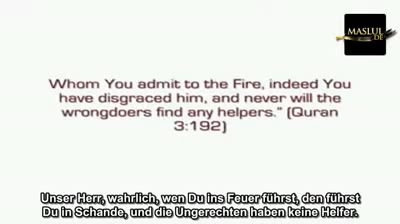 MASLUL
.DE
Whom You admit to the Fire, indeed You
have disgraced him, and never will the
wrongdoers find any helpers.” (Quran
3:192)
Unser Herr, wahrlich, wen Du ins Feuer führst, den führst
Du in Schande, und die Ungerechten haben keine Helfer.